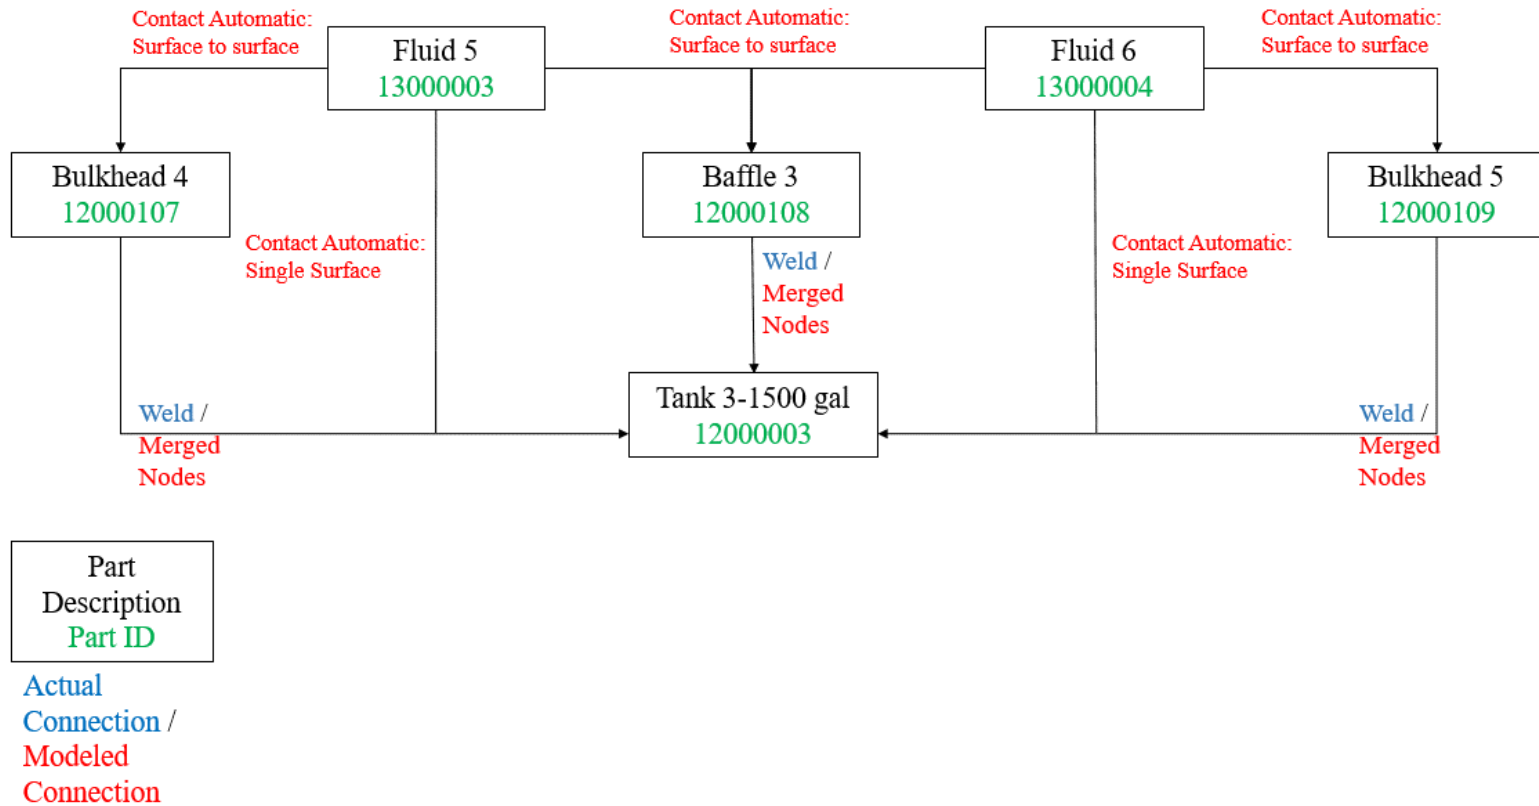 Contact Automatic:
Surface to surface
Contact Automatic:
Surface to surface
Contact Automatic:
Surface to surface
Fluid 5
13000003
Fluid 6
13000004
Bulkhead 4
12000107
Baffle 3
12000108
Bulkhead 5
12000109
Contact Automatic:
Single Surface
Weld /
Merged
Nodes
Contact Automatic:
Single Surface
Tank 3-1500 gal
12000003
Weld /
Merged
Nodes
Weld /
Merged
Nodes
Part
Description
Part ID
Actual
Connection /
Modeled
Connection